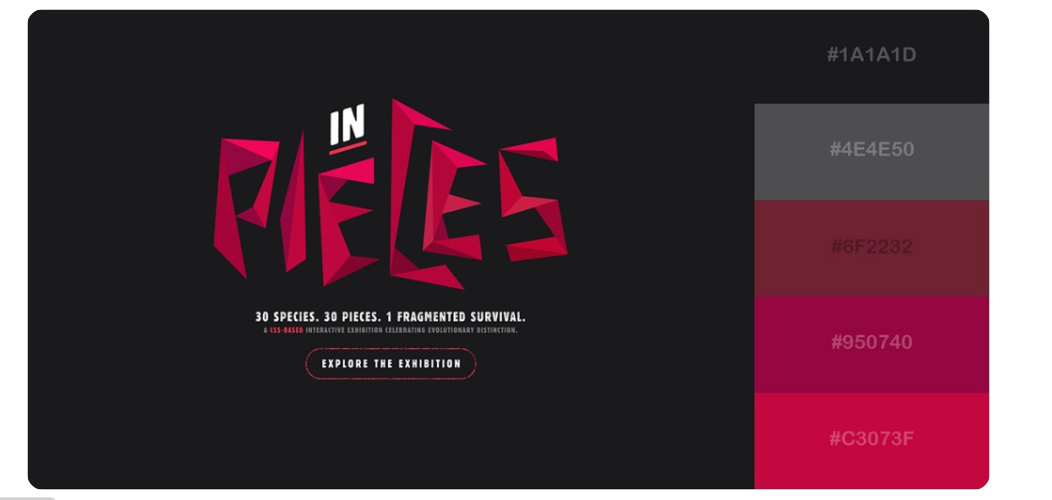 IN
PIECES
30 SPECIES. 30 PIECES. 1 FRAGMENTED SURVIVAL.
A CSS-BASED INTERACTIVE EXHIBITION CELEBRATING EVOLUTIONARY DISTINCTION.
EXPLORE THE EXHIBITION
#1A1A1D
#4E4E50
#6F2232
#950740
#C3073F